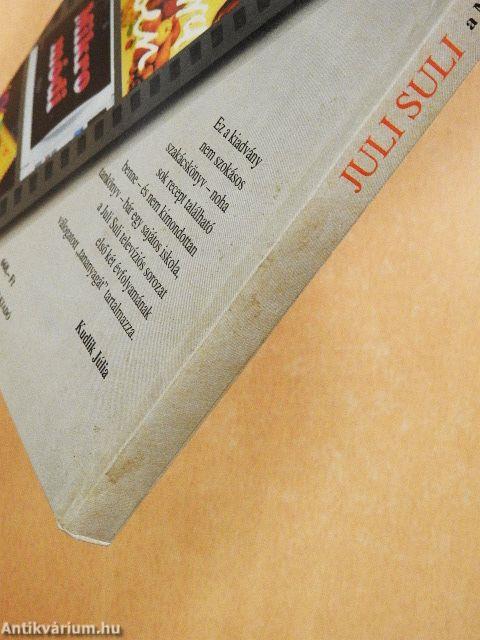 JULI SULI
a
Ez a kiadvány
nem szokásos
szakácskönyv – noha
sok recept található
benne – és nem kimondottan
tankönyv – bár egy sajátos iskola,
a Juli Suli televíziós sorozat
első két évfolyamának
válogatott „tananyagát” tartalmazza.
Kudlik Júlia
Antikvárium.hu